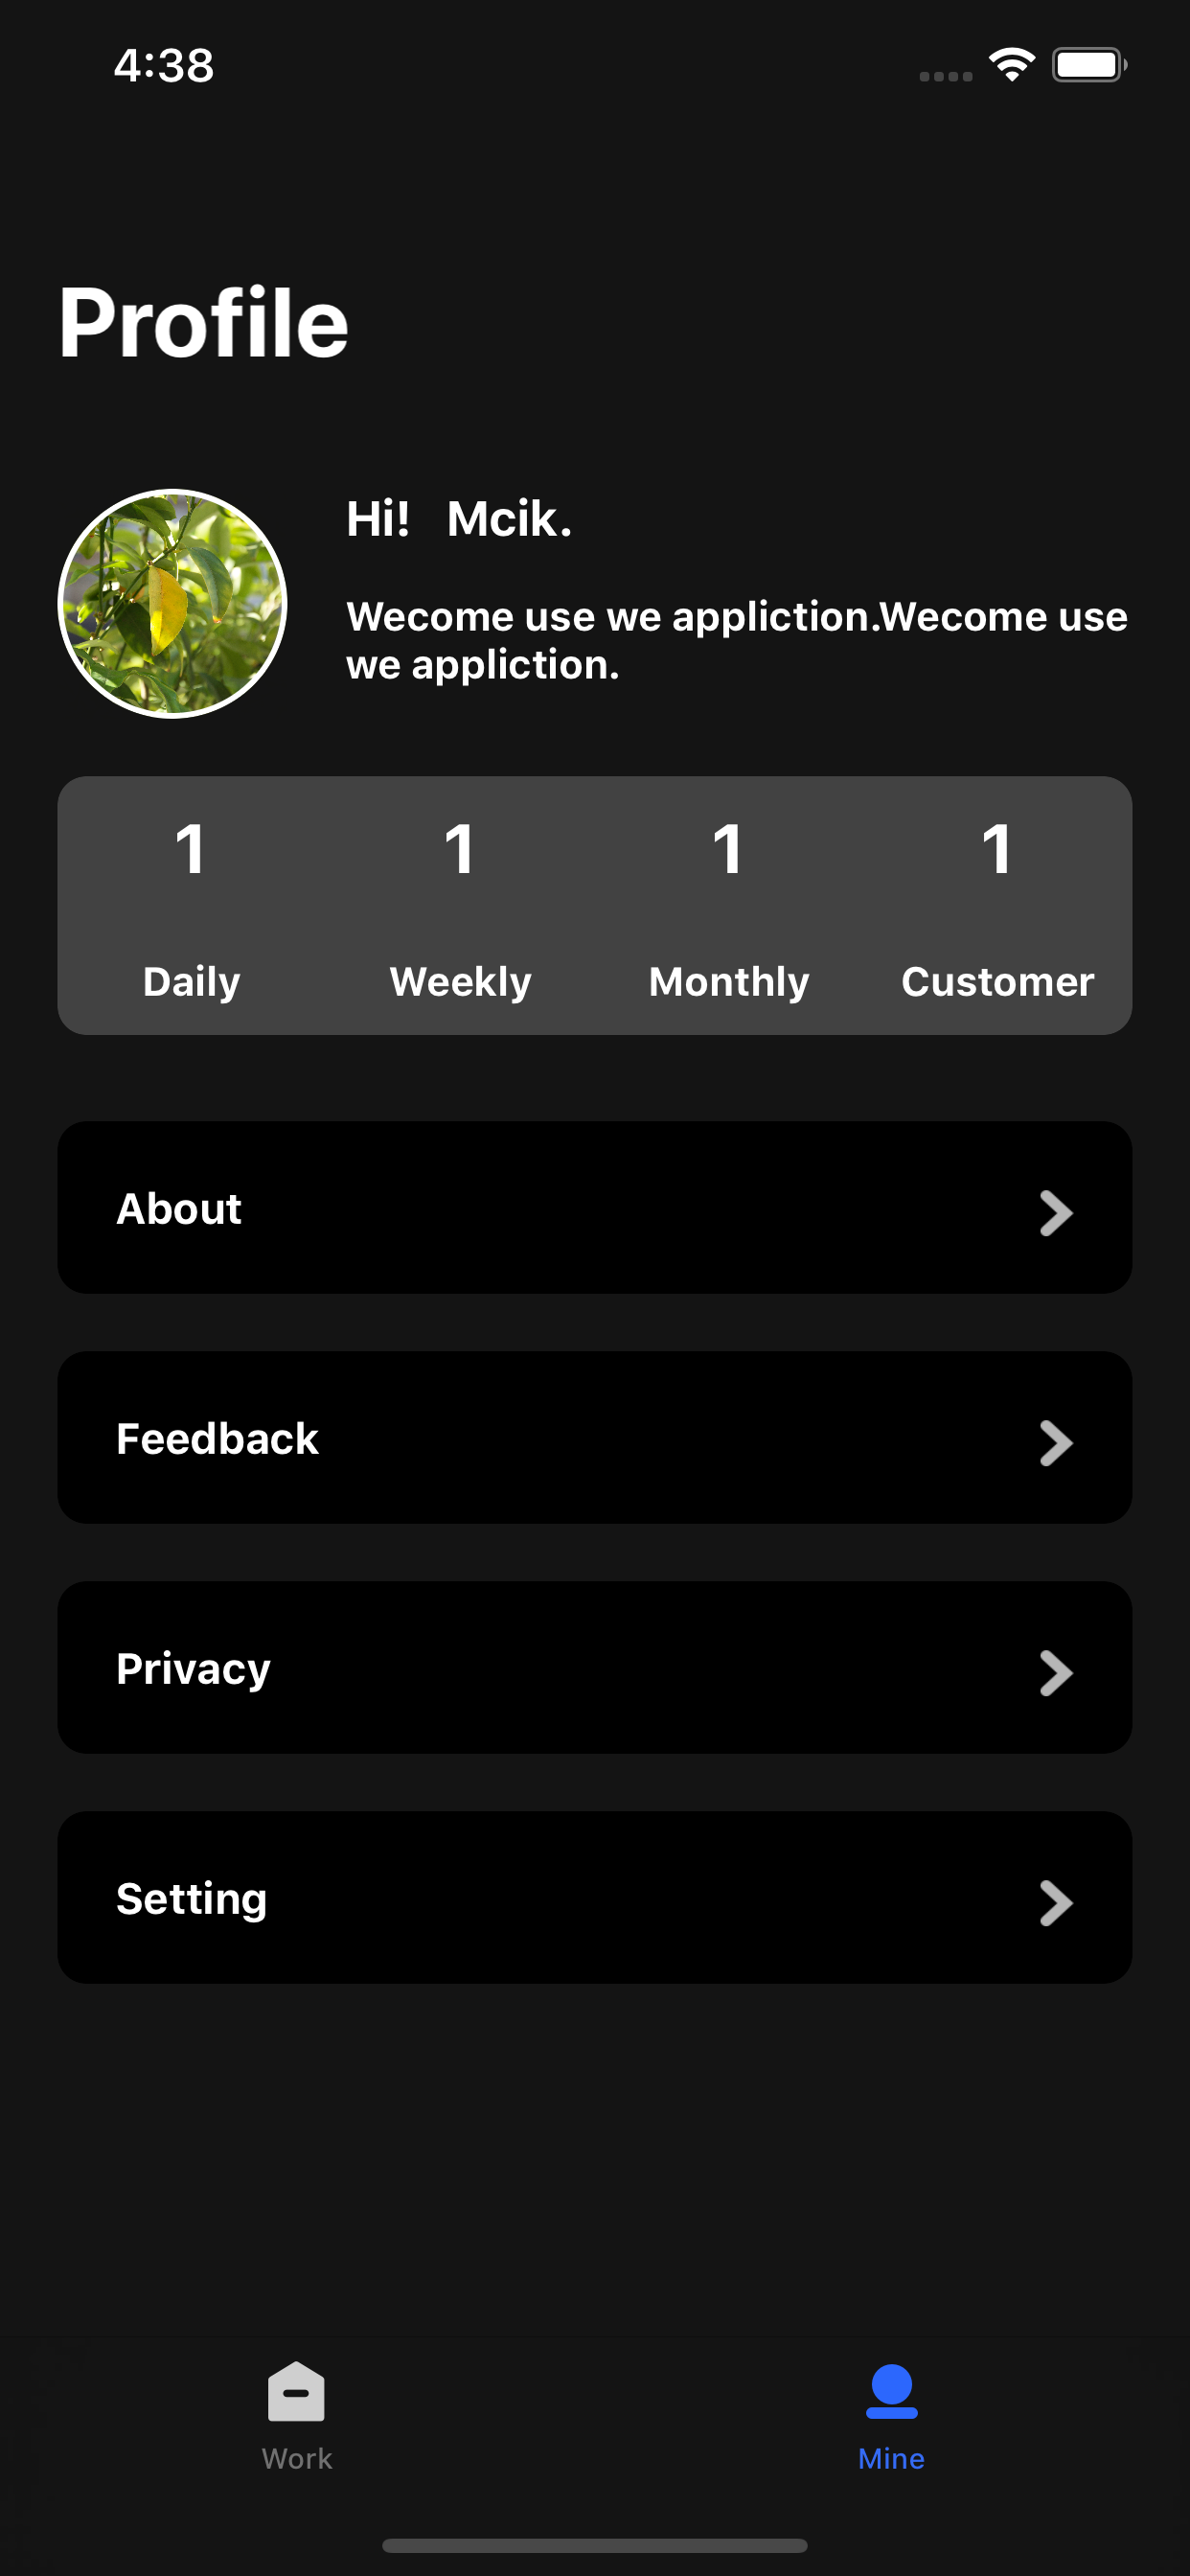 4:38
Profile
Hi!   Mcik.
Wecome use we appliction.Wecome use
we appliction.
1 1 1 1
Daily Weekly Monthly Customer
About
Feedback
Privacy
Setting
Work Mine